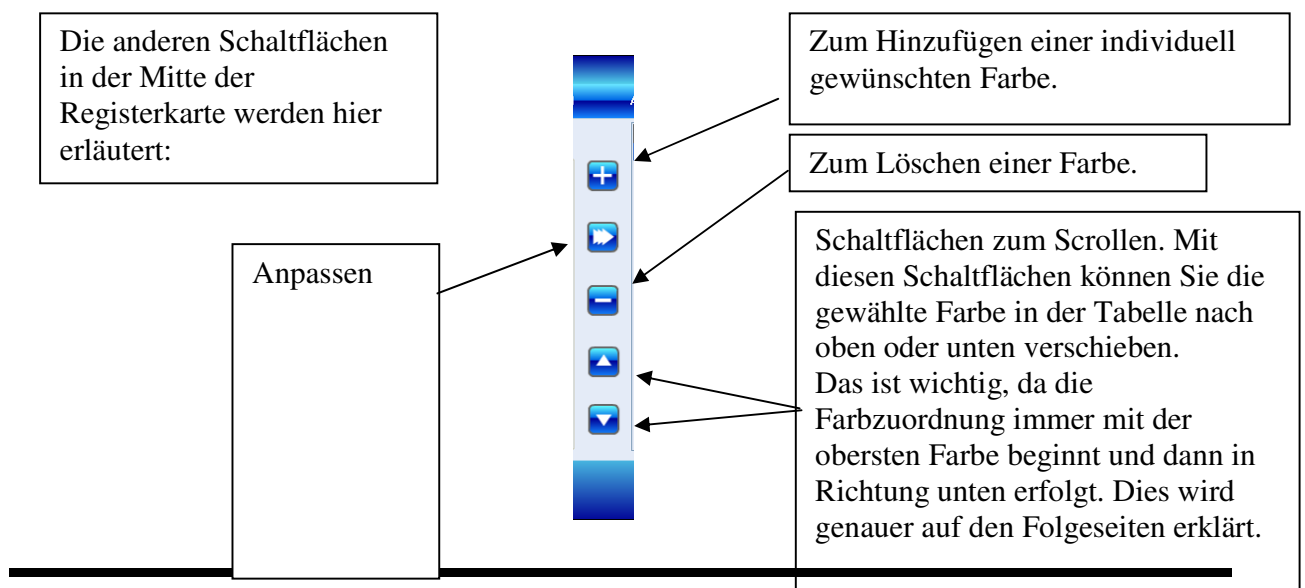 Die anderen Schaltflächen
in der Mitte der
Registerkarte werden hier
erläutert:
Zum Hinzufügen einer individuell
gewünschten Farbe.
Zum Löschen einer Farbe.
Anpassen
Schaltflächen zum Scrollen. Mit
diesen Schaltflächen können Sie die
gewählte Farbe in der Tabelle nach
oben oder unten verschieben.
Das ist wichtig, da die
Farbzuordnung immer mit der
obersten Farbe beginnt und dann in
Richtung unten erfolgt. Dies wird
genauer auf den Folgeseiten erklärt.